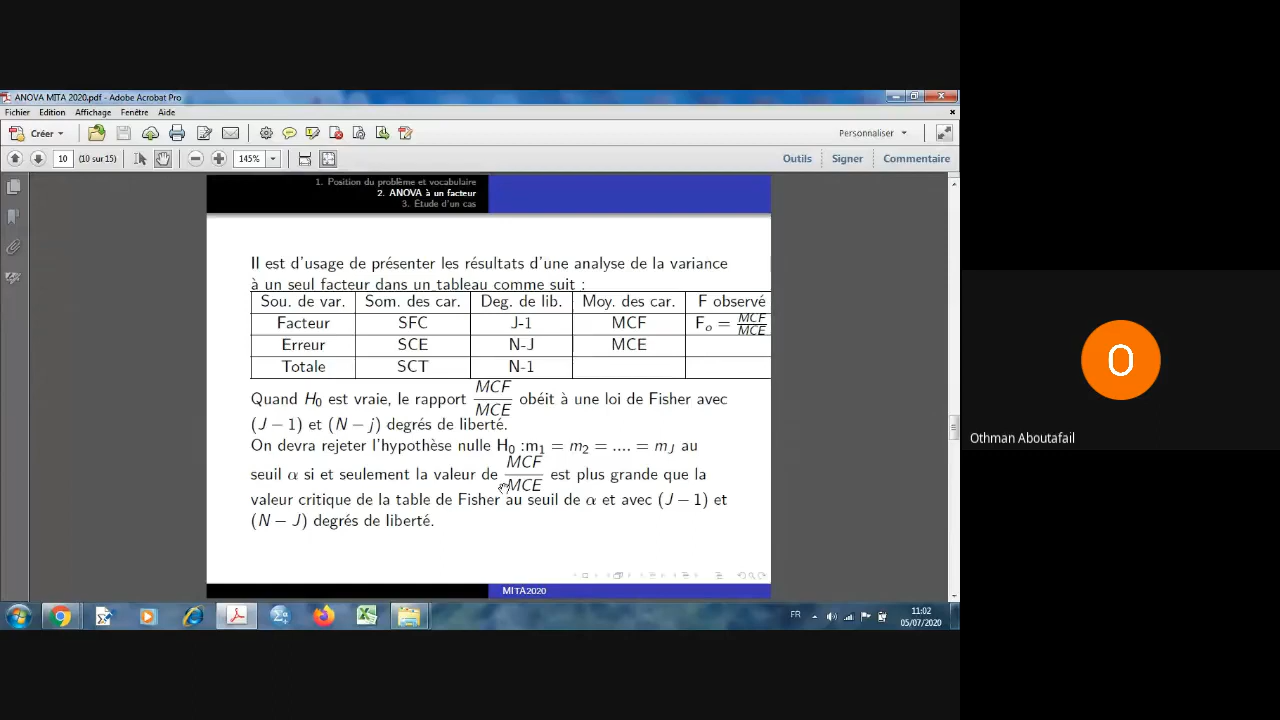 ANOVA MITA 2020.pdf - Adobe Acrobat Pro
Fichier Edition Affichage Fenêtre Aide
Créer
Personnaliser
10 (10 sur 15) 145%
Outils Signer Commentaire
1. Position du problème et vocabulaire
2. ANOVA à un facteur
3. Etude d'un cas
Il est d'usage de présenter les résultats d'une analyse de la variance
à un seul facteur dans un tableau comme suit :
Sou. de var. Som. des car. Deg. de lib. Moy. des car. F observé
Facteur SFC J-1 MCF F_o = MCF/MCE
Erreur SCE N-J MCE
Totale SCT N-1
Quand H₀ est vraie, le rapport MCF/MCE obéit à une loi de Fisher avec
(J − 1) et (N − j) degrés de liberté.
On devra rejeter l'hypothèse nulle H₀ :m₁ = m₂ = .... = m_J au
seuil α si et seulement la valeur de MCF/MCE est plus grande que la
valeur critique de la table de Fisher au seuil de α et avec (J − 1) et
(N − J) degrés de liberté.
MITA2020
FR
11:02
05/07/2020
O
Othman Aboutafail